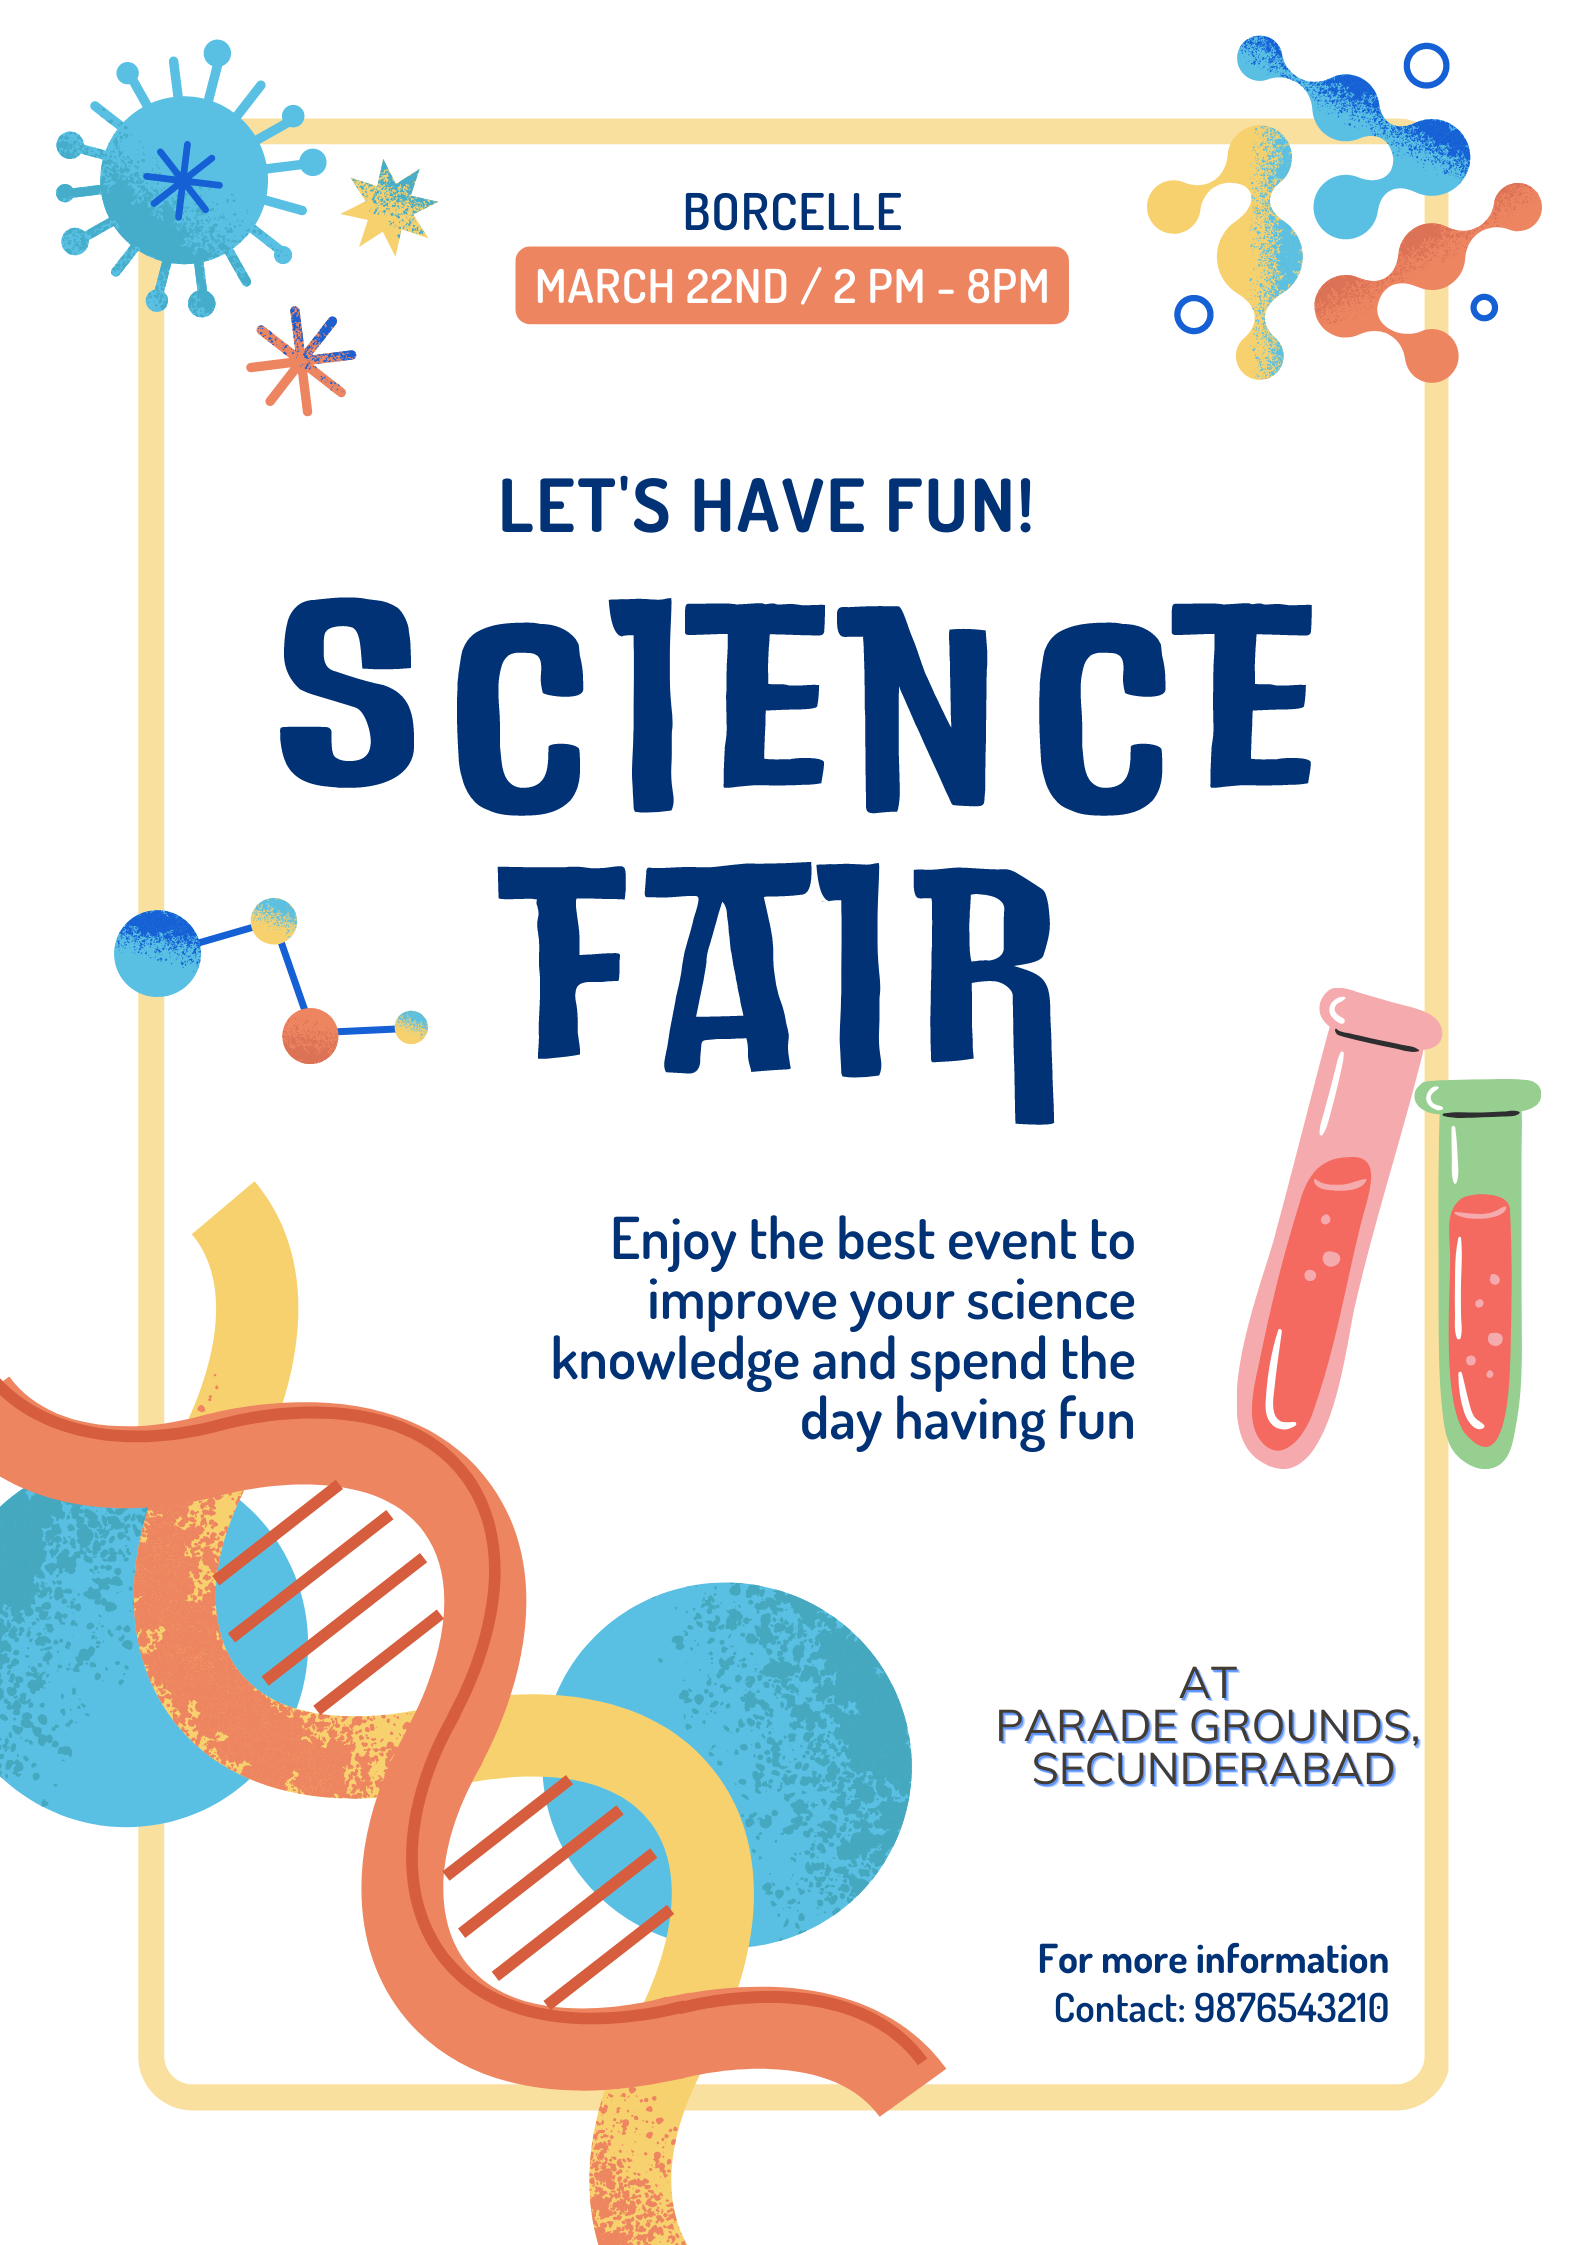 BORCELLE
MARCH 22ND / 2 PM - 8PM
LET'S HAVE FUN!
SCIENCE
FAIR
Enjoy the best event to
improve your science
knowledge and spend the
day having fun
AT
PARADE GROUNDS,
SECUNDERABAD
For more information
Contact: 9876543210